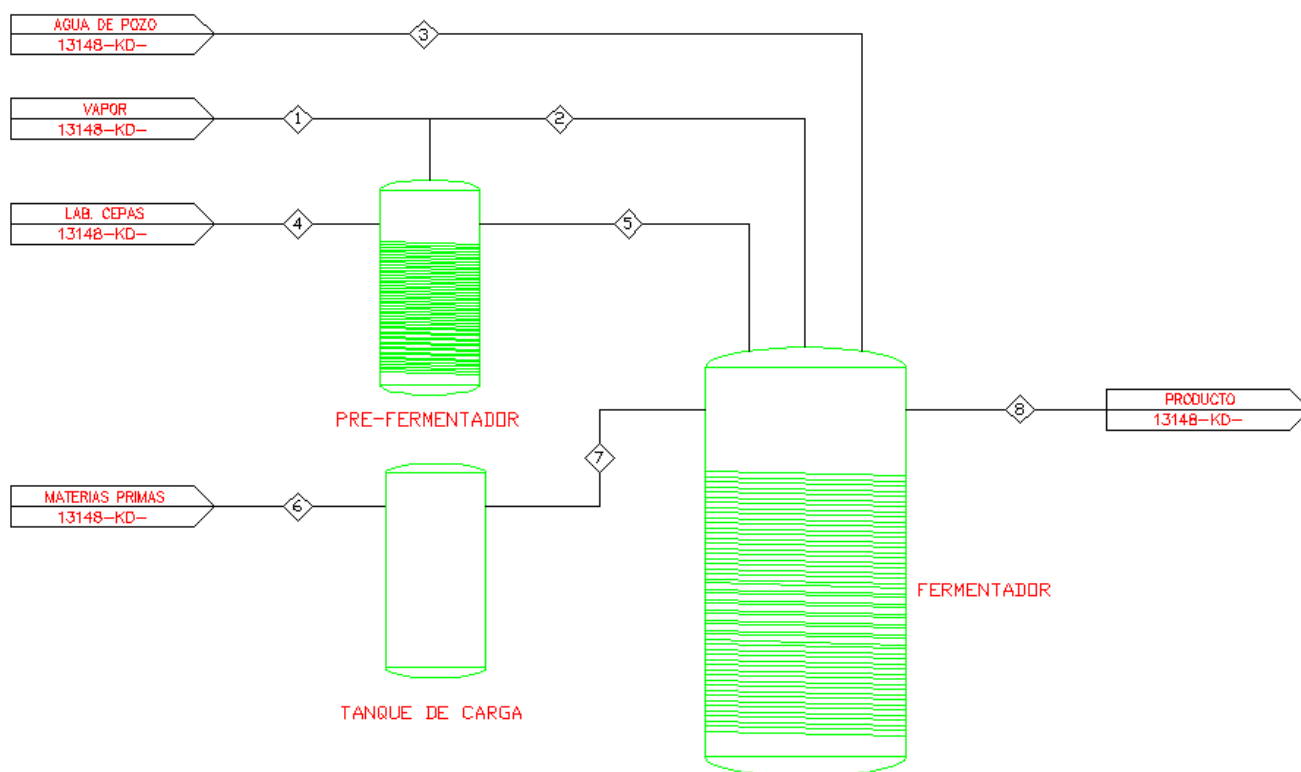 AGUA DE POZO
13148-KD-
3
VAPOR
13148-KD-
1
2
LAB. CEPAS
13148-KD-
4
5
PRE-FERMENTADOR
PRODUCTO
13148-KD-
8
7
MATERIAS PRIMAS
13148-KD-
6
FERMENTADOR
TANQUE DE CARGA